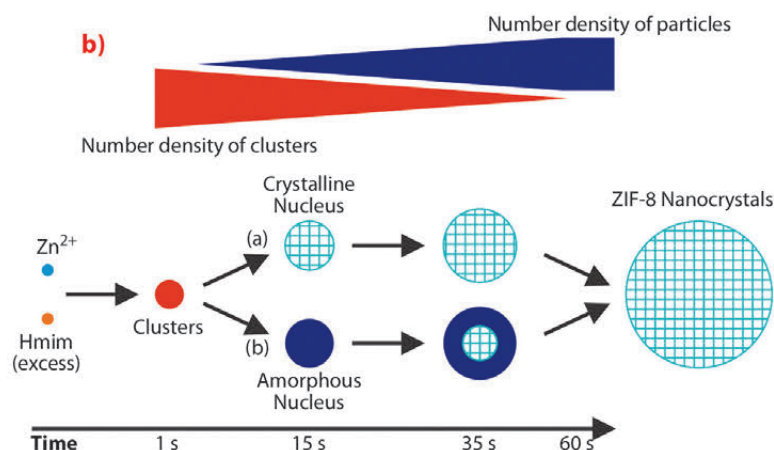 b)
Number density of particles
Number density of clusters
Crystalline
Nucleus
ZIF-8 Nanocrystals
Zn2+
(a)
Clusters
Hmim
(excess)
(b)
Amorphous
Nucleus
Time 1 s 15 s 35 s 60 s